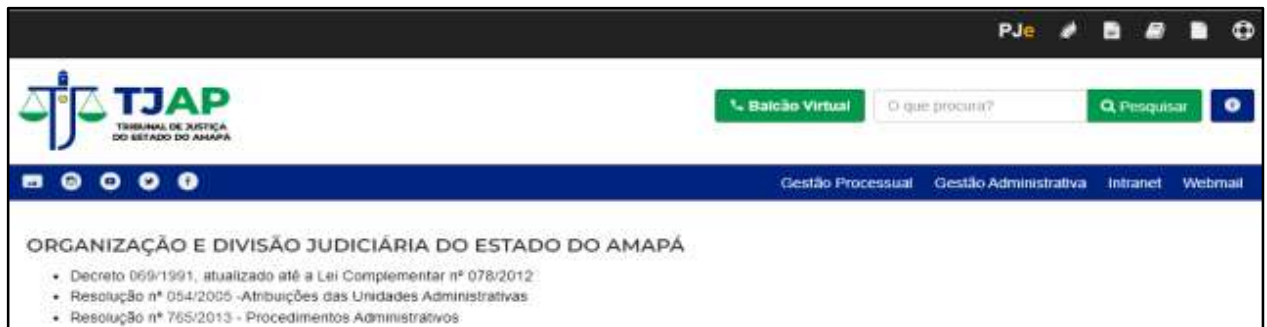 PJe
TJAP
TRIBUNAL DE JUSTIÇA
DO ESTADO DO AMAPÁ
Balcão Virtual O que procura? Pesquisar
Gestão Processual Gestão Administrativa Intranet Webmail
ORGANIZAÇÃO E DIVISÃO JUDICIÁRIA DO ESTADO DO AMAPÁ
• Decreto 069/1991, atualizado até a Lei Complementar nº 078/2012
• Resolução nº 054/2005 -Atribuições das Unidades Administrativas
• Resolução nº 765/2013 - Procedimentos Administrativos